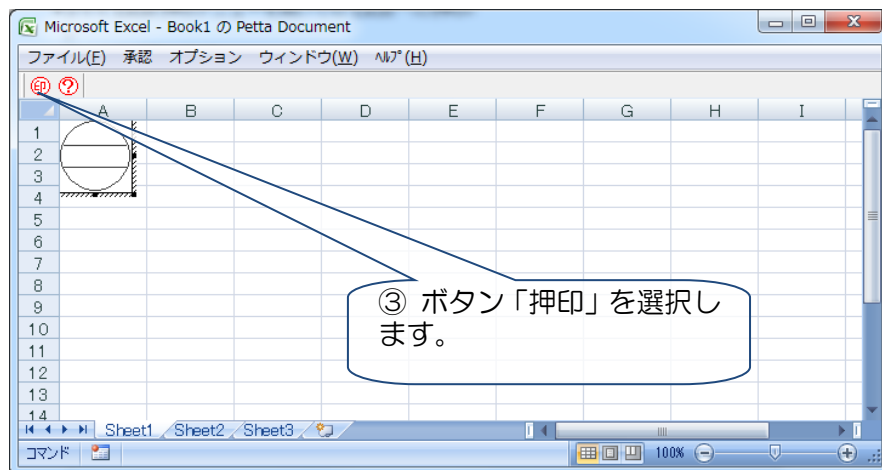 Microsoft Excel - Book1 の Petta Document
ファイル(F) 承認 オプション ウィンドウ(W) ﾍﾙﾌﾟ(H)
印 ?
A B C D E F G H I
1
2
3
4
5
6
7
8
9
10
11
12
13
14
③ ボタン「押印」を選択し
ます。
Sheet1 Sheet2 Sheet3
コマンド 100%